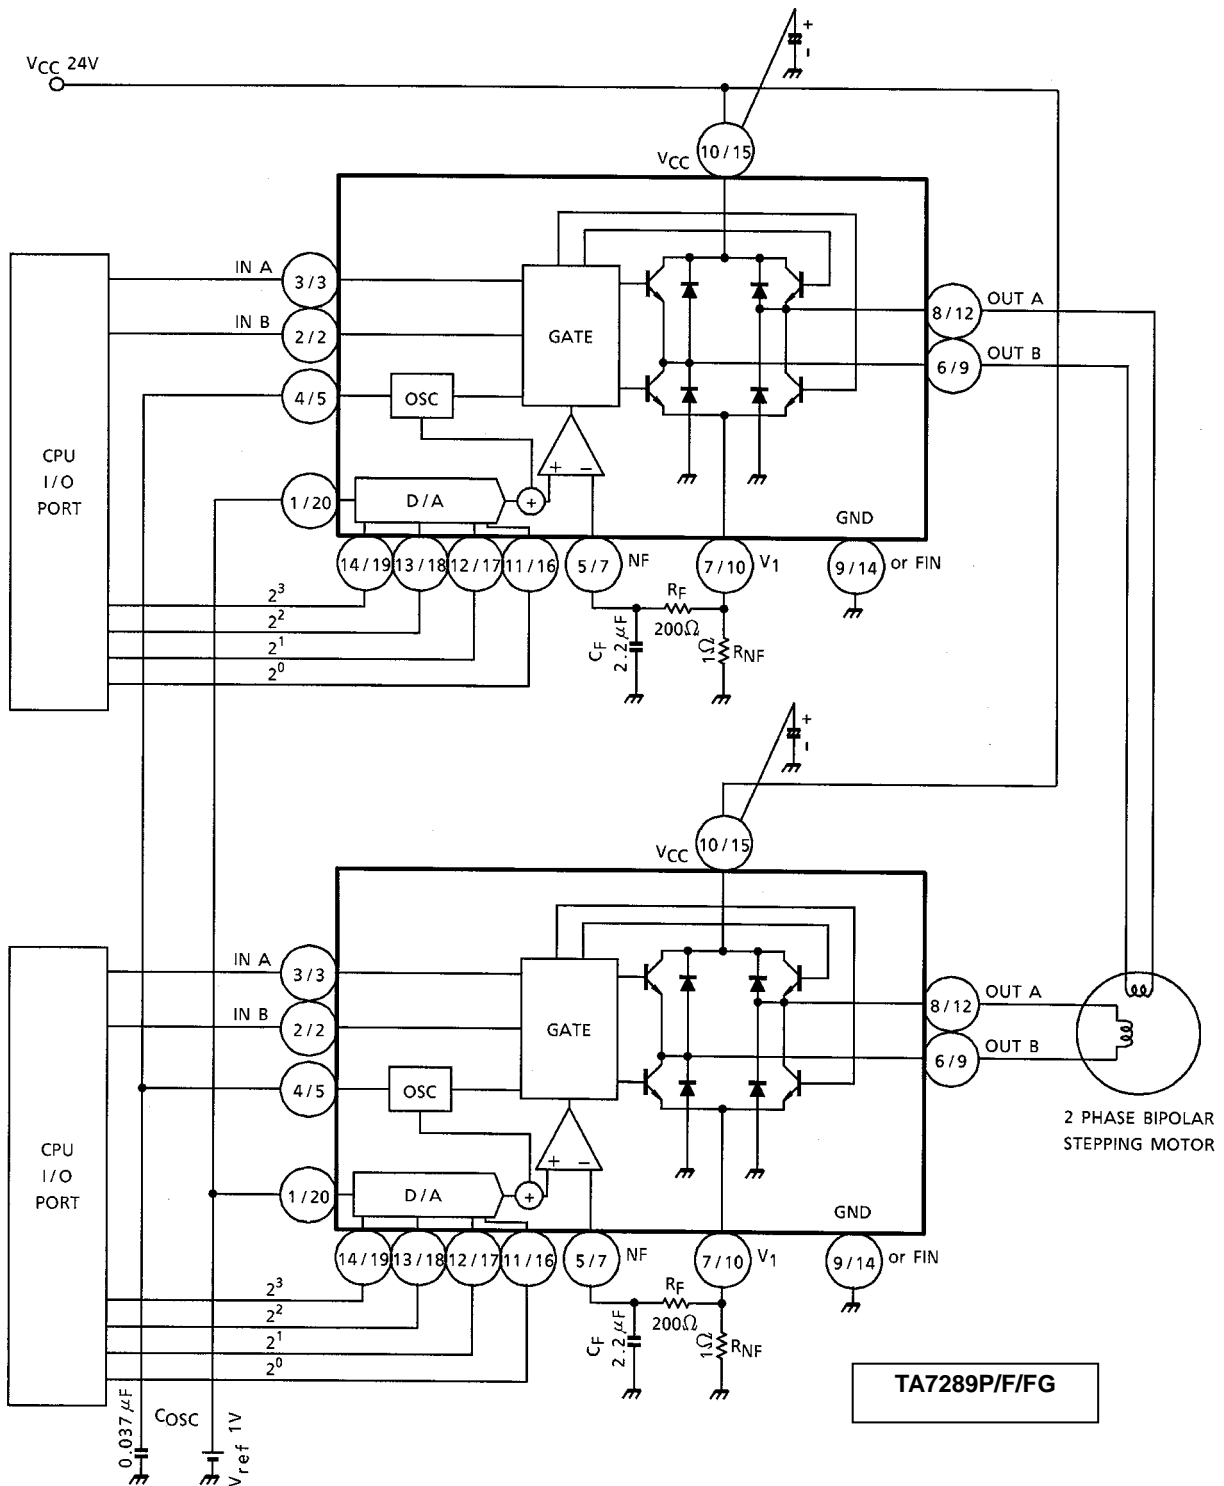 VCC 24V
+
-
VCC
10/15
IN A
3/3
IN B
2/2
4/5
OSC
GATE
8/12
OUT A
6/9
OUT B
CPU
I/O
PORT
1/20
D/A
+
+
−
GND
14/19
13/18
12/17
11/16
5/7
NF
7/10
V1
9/14
or FIN
2³
2²
2¹
2⁰
CF
2.2μF
RF
200Ω
1Ω
RNF
+
-
VCC
10/15
IN A
3/3
IN B
2/2
4/5
OSC
GATE
8/12
OUT A
6/9
OUT B
2 PHASE BIPOLAR
STEPPING MOTOR
CPU
I/O
PORT
1/20
D/A
+
+
−
GND
14/19
13/18
12/17
11/16
5/7
NF
7/10
V1
9/14
or FIN
2³
2²
2¹
2⁰
CF
2.2μF
RF
200Ω
1Ω
RNF
0.037μF
COSC
Vref 1V
TA7289P/F/FG